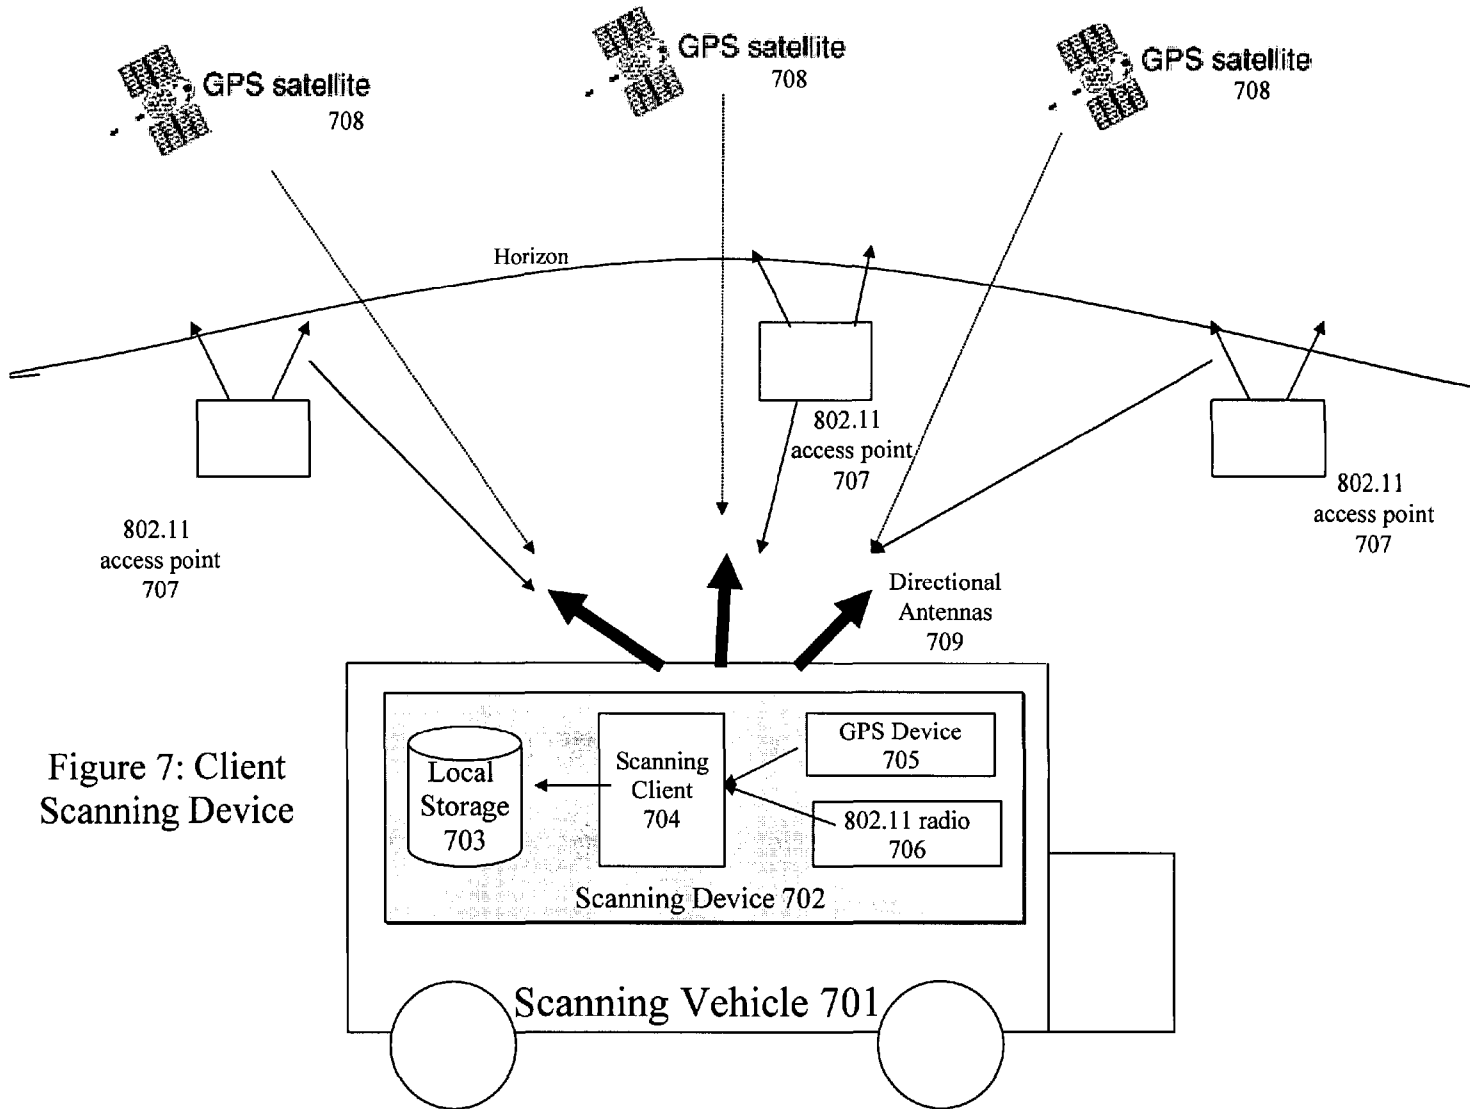 GPS satellite
708
GPS satellite
708
GPS satellite
708
Horizon
802.11
access point
707
802.11
access point
707
802.11
access point
707
Directional
Antennas
709
Figure 7: Client
Scanning Device
Local
Storage
703
Scanning
Client
704
GPS Device
705
802.11 radio
706
Scanning Device 702
Scanning Vehicle 701